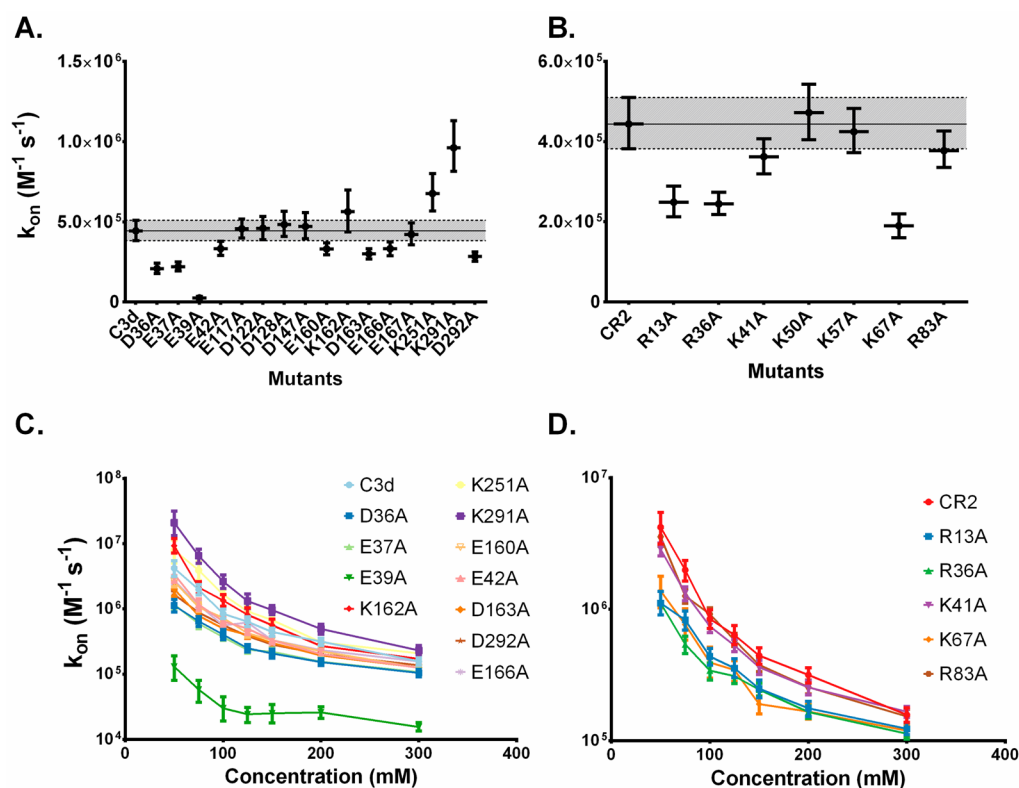 A.
1.5×10⁶
1.0×10⁶
5.0×10⁵
0
kon (M⁻¹ s⁻¹)
C3d
D36A
E37A
E39A
E42A
E117A
D122A
D128A
D147A
E160A
K162A
D163A
E166A
E167A
K251A
K291A
D292A
Mutants
B.
6.0×10⁵
4.0×10⁵
2.0×10⁵
0
CR2
R13A
R36A
K41A
K50A
K57A
K67A
R83A
Mutants
C.
10⁸
10⁷
10⁶
10⁵
10⁴
kon (M⁻¹ s⁻¹)
0 100 200 300 400
Concentration (mM)
C3d
D36A
E37A
E39A
K162A
K251A
K291A
E160A
E42A
D163A
D292A
E166A
D.
10⁷
10⁶
10⁵
0 100 200 300 400
Concentration (mM)
CR2
R13A
R36A
K41A
K67A
R83A